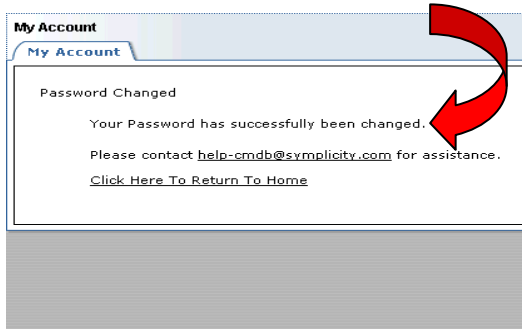 My Account
My Account
Password Changed
Your Password has successfully been changed.
Please contact help-cmdb@symplicity.com for assistance.
Click Here To Return To Home